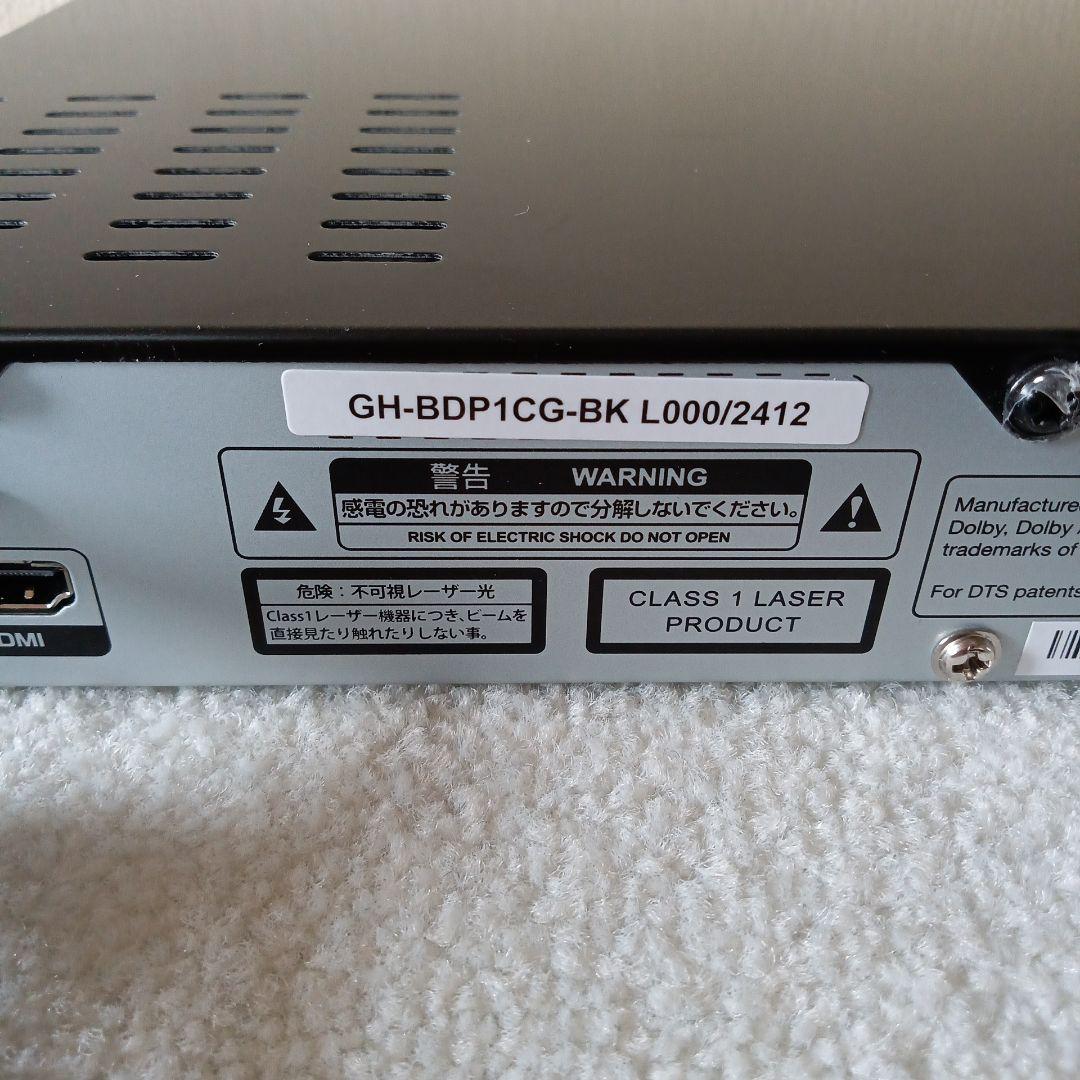 GH-BDP1CG-BK L000/2412
警告 WARNING
感電の恐れがありますので分解しないでください。
RISK OF ELECTRIC SHOCK DO NOT OPEN
危険：不可視レーザー光
Class1レーザー機器につき、ビームを
直接見たり触れたりしない事。
CLASS 1 LASER
PRODUCT
Manufactured
Dolby, Dolby
trademarks of
For DTS patents
DMI